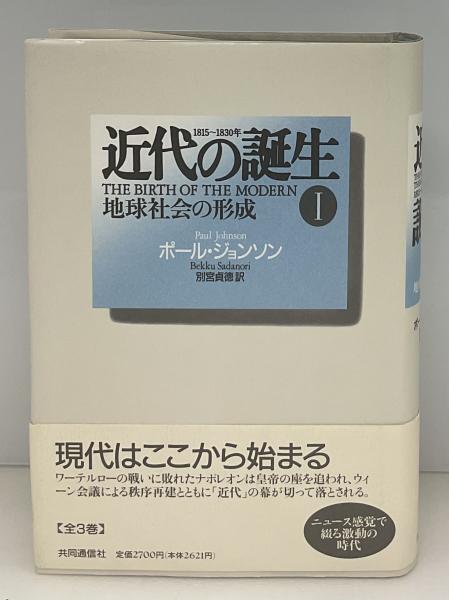 1815〜1830年
近代の誕生
THE BIRTH OF THE MODERN
地球社会の形成 I
Paul Johnson
ポール・ジョンソン
Bekku Sadanori
別宮貞徳 訳
現代はここから始まる
ワーテルローの戦いに敗れたナポレオンは皇帝の座を追われ、ウィ
ーン会議による秩序再建とともに「近代」の幕が切って落とされる。
【全3巻】
共同通信社 定価2700円(本体2621円)
ニュース感覚で
綴る激動の
時代